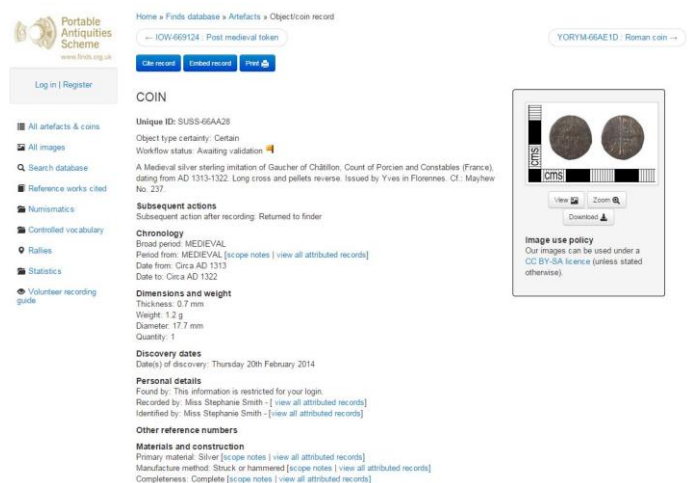 Portable
Antiquities
Scheme
www.finds.org.uk
Log in | Register
All artefacts & coins
All images
Search database
Reference works cited
Numismatics
Controlled vocabulary
Rallies
Statistics
Volunteer recording
guide
Home » Finds database » Artefacts » Object/coin record
← IOW-669124 : Post medieval token
YORYM-66AE1D : Roman coin →
Cite record
Embed record
Print
COIN
Unique ID: SUSS-66AA28
Object type certainty: Certain
Workflow status: Awaiting validation
A Medieval silver sterling imitation of Gaucher of Châtillon, Count of Porcien and Constables (France),
dating from AD 1313-1322. Long cross and pellets reverse. Issued by Yves in Florennes. Cf.: Mayhew
No. 237.
Subsequent actions
Subsequent action after recording: Returned to finder
Chronology
Broad period: MEDIEVAL
Period from: MEDIEVAL [scope notes | view all attributed records]
Date from: Circa AD 1313
Date to: Circa AD 1322
Dimensions and weight
Thickness: 0.7 mm
Weight: 1.2 g
Diameter: 17.7 mm
Quantity: 1
Discovery dates
Date(s) of discovery: Thursday 20th February 2014
Personal details
Found by: This information is restricted for your login.
Recorded by: Miss Stephanie Smith - [ view all attributed records]
Identified by: Miss Stephanie Smith - [view all attributed records]
Other reference numbers
Materials and construction
Primary material: Silver [scope notes | view all attributed records]
Manufacture method: Struck or hammered [scope notes | view all attributed records]
Completeness: Complete [scope notes | view all attributed records]
cms
cms
View
Zoom
Download
Image use policy
Our images can be used under a
CC BY-SA licence (unless stated
otherwise).